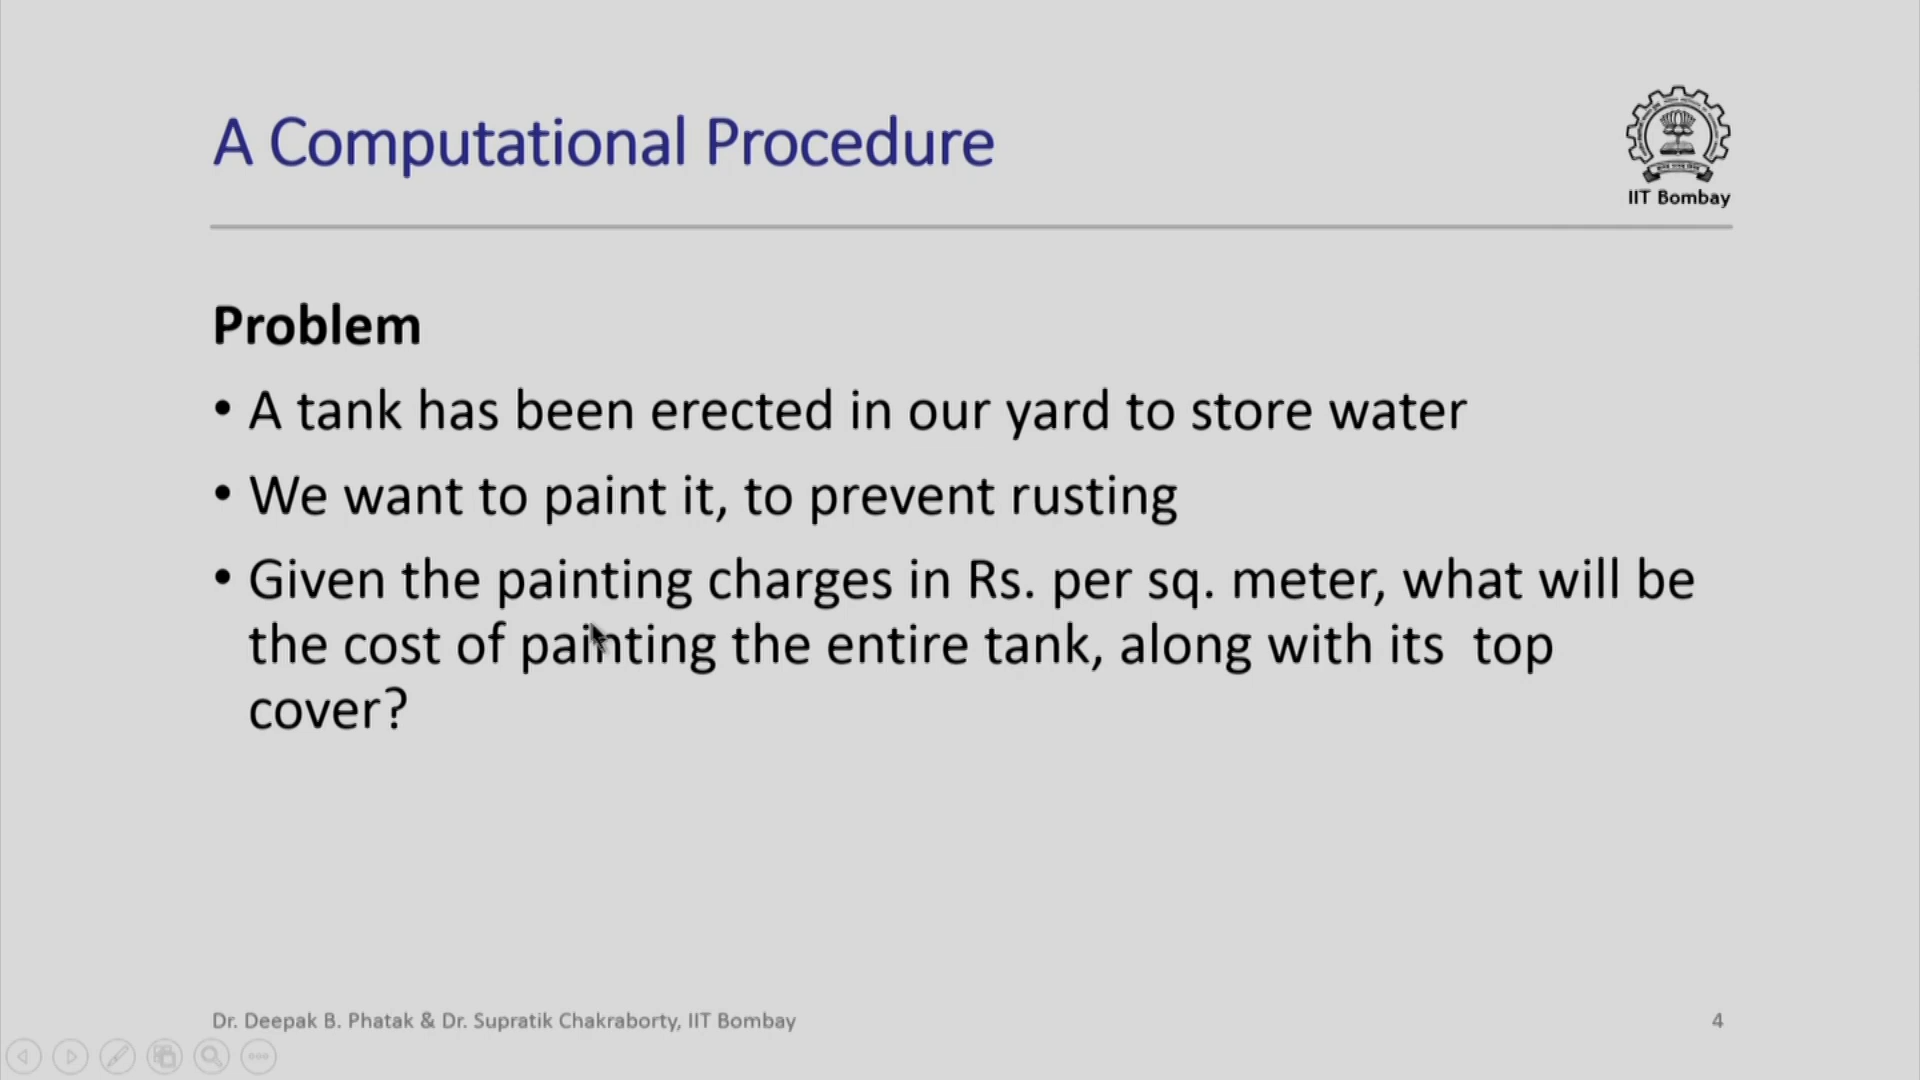 A Computational Procedure
IIT Bombay
Problem
• A tank has been erected in our yard to store water
• We want to paint it, to prevent rusting
• Given the painting charges in Rs. per sq. meter, what will be
the cost of painting the entire tank, along with its  top
cover?
Dr. Deepak B. Phatak & Dr. Supratik Chakraborty, IIT Bombay
4